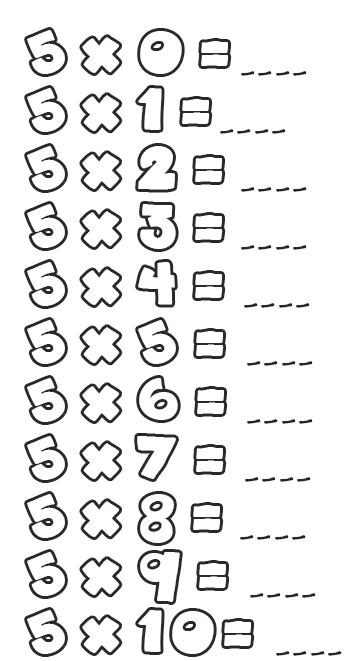 5 × 0 = ____
5 × 1 = ____
5 × 2 = ____
5 × 3 = ____
5 × 4 = ____
5 × 5 = ____
5 × 6 = ____
5 × 7 = ____
5 × 8 = ____
5 × 9 = ____
5 × 10 = ____